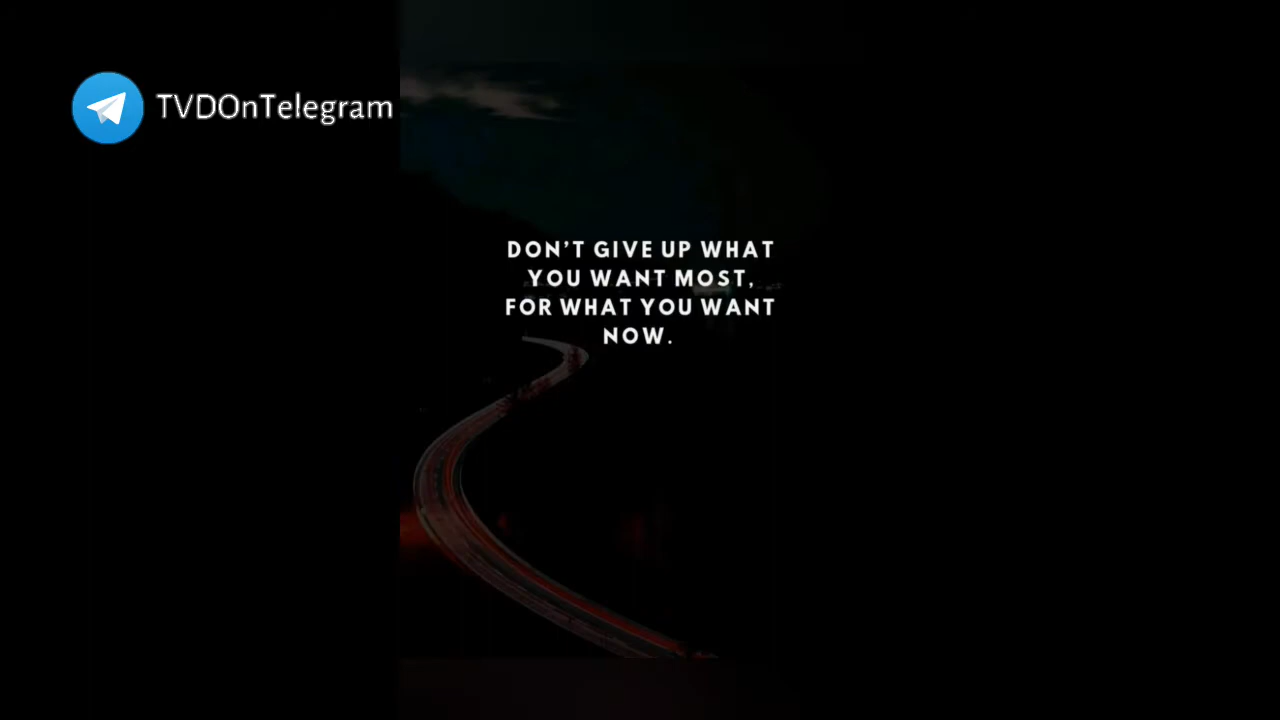 TVDOnTelegram
DON'T GIVE UP WHAT
YOU WANT MOST,
FOR WHAT YOU WANT
NOW.